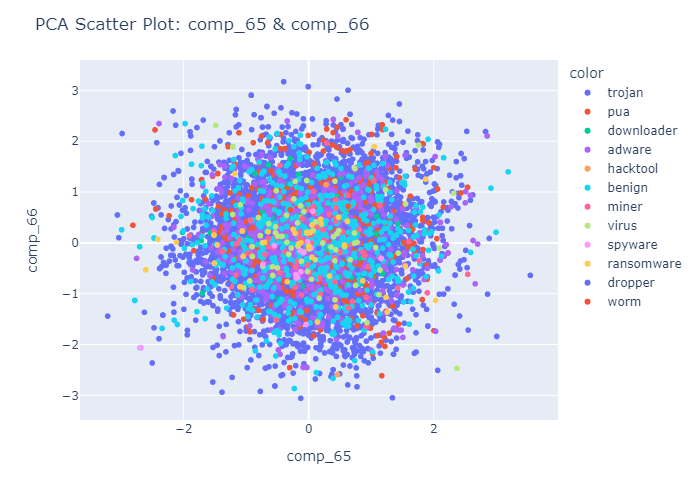 PCA Scatter Plot: comp_65 & comp_66
color
trojan
pua
downloader
adware
hacktool
benign
miner
virus
spyware
ransomware
dropper
worm
comp_66
3
2
1
0
−1
−2
−3
−2
0
2
comp_65